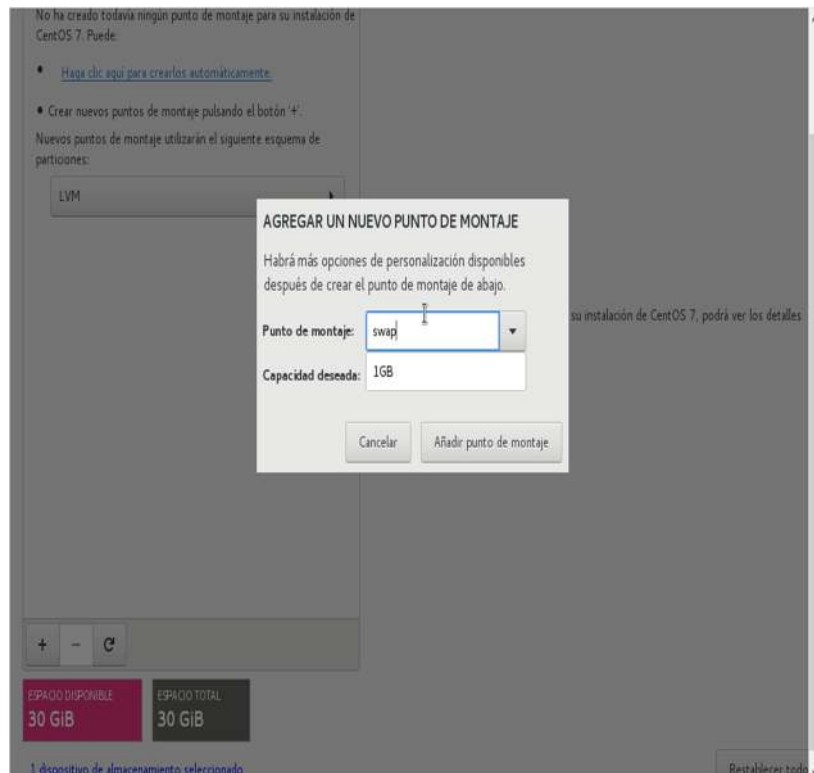 No ha creado todavía ningún punto de montaje para su instalación de
CentOS 7. Puede:
• Haga clic aquí para crearlos automáticamente.
• Crear nuevos puntos de montaje pulsando el botón '+'.
Nuevos puntos de montaje utilizarán el siguiente esquema de
particiones:
LVM
AGREGAR UN NUEVO PUNTO DE MONTAJE
Habrá más opciones de personalización disponibles
después de crear el punto de montaje de abajo.
su instalación de CentOS 7, podrá ver los detalles
Punto de montaje: swap
Capacidad deseada: 1GB
Cancelar Añadir punto de montaje
+ −
ESPACIO DISPONIBLE
30 GiB
ESPACIO TOTAL
30 GiB
1 dispositivo de almacenamiento seleccionado
Restablecer todo